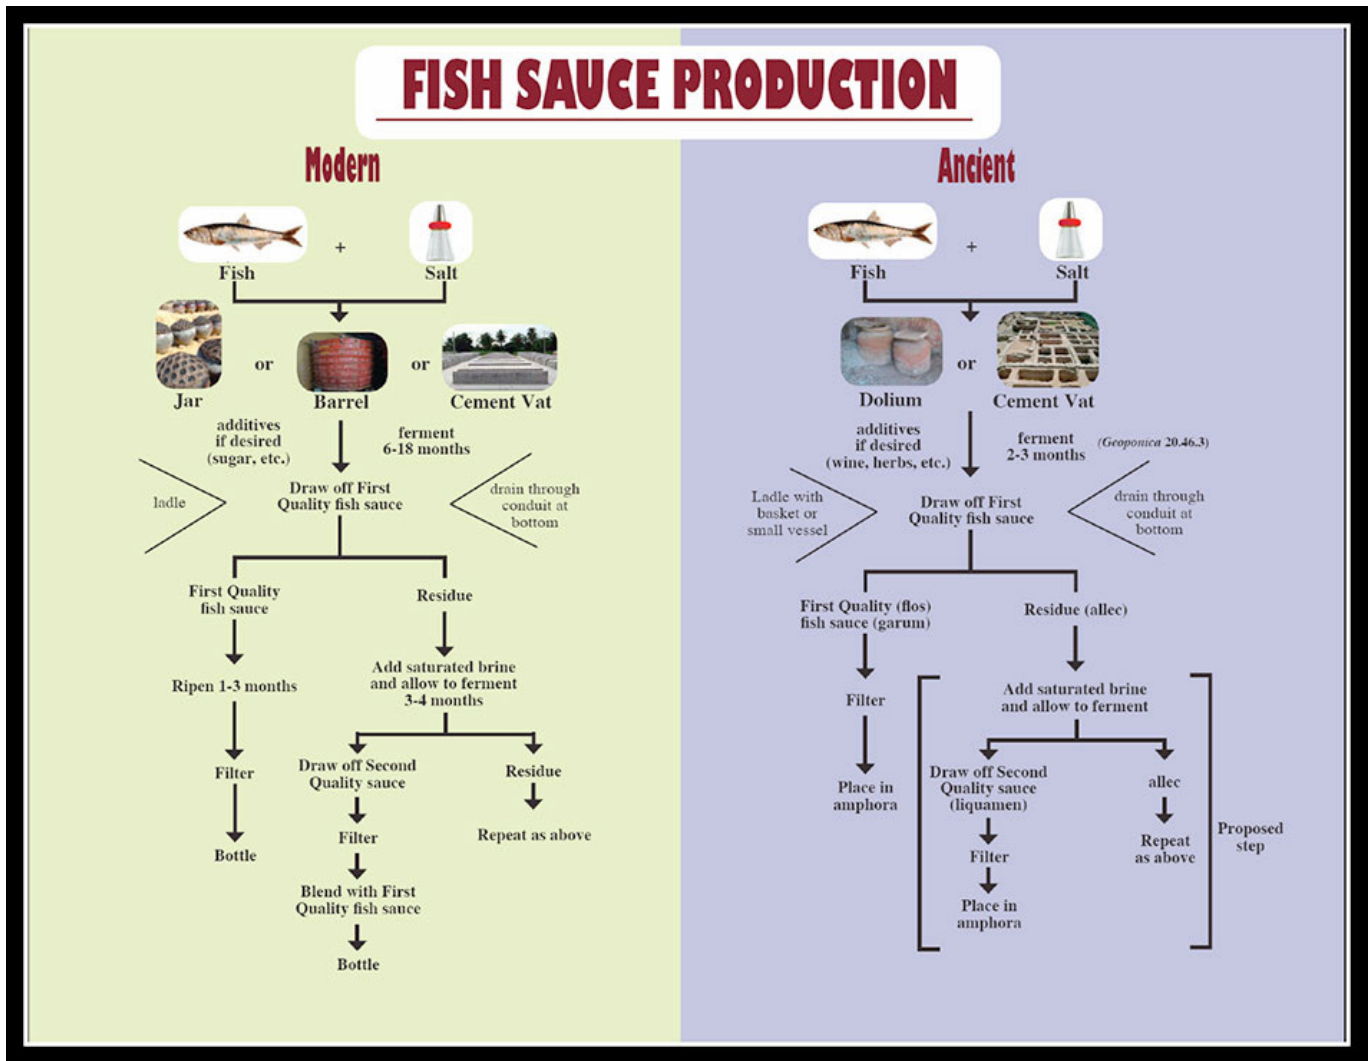 FISH SAUCE PRODUCTION
Modern
Fish
+
Salt
Jar
or
Barrel
or
Cement Vat
additives
if desired
(sugar, etc.)
ferment
6-18 months
ladle
Draw off First
Quality fish sauce
drain through
conduit at
bottom
First Quality
fish sauce
Residue
Ripen 1-3 months
Add saturated brine
and allow to ferment
3-4 months
Filter
Bottle
Draw off Second
Quality sauce
Residue
Filter
Repeat as above
Blend with First
Quality fish sauce
Bottle
Ancient
Fish
+
Salt
Dolium
or
Cement Vat
additives
if desired
(wine, herbs, etc.)
ferment
2-3 months
(Geoponica 20.46.3)
Ladle with
basket or
small vessel
Draw off First
Quality fish sauce
drain through
conduit at
bottom
First Quality (flos)
fish sauce (garum)
Residue (allec)
Filter
Place in
amphora
Add saturated brine
and allow to ferment
Draw off Second
Quality sauce
(liquamen)
allec
Filter
Repeat
as above
Place in
amphora
Proposed
step